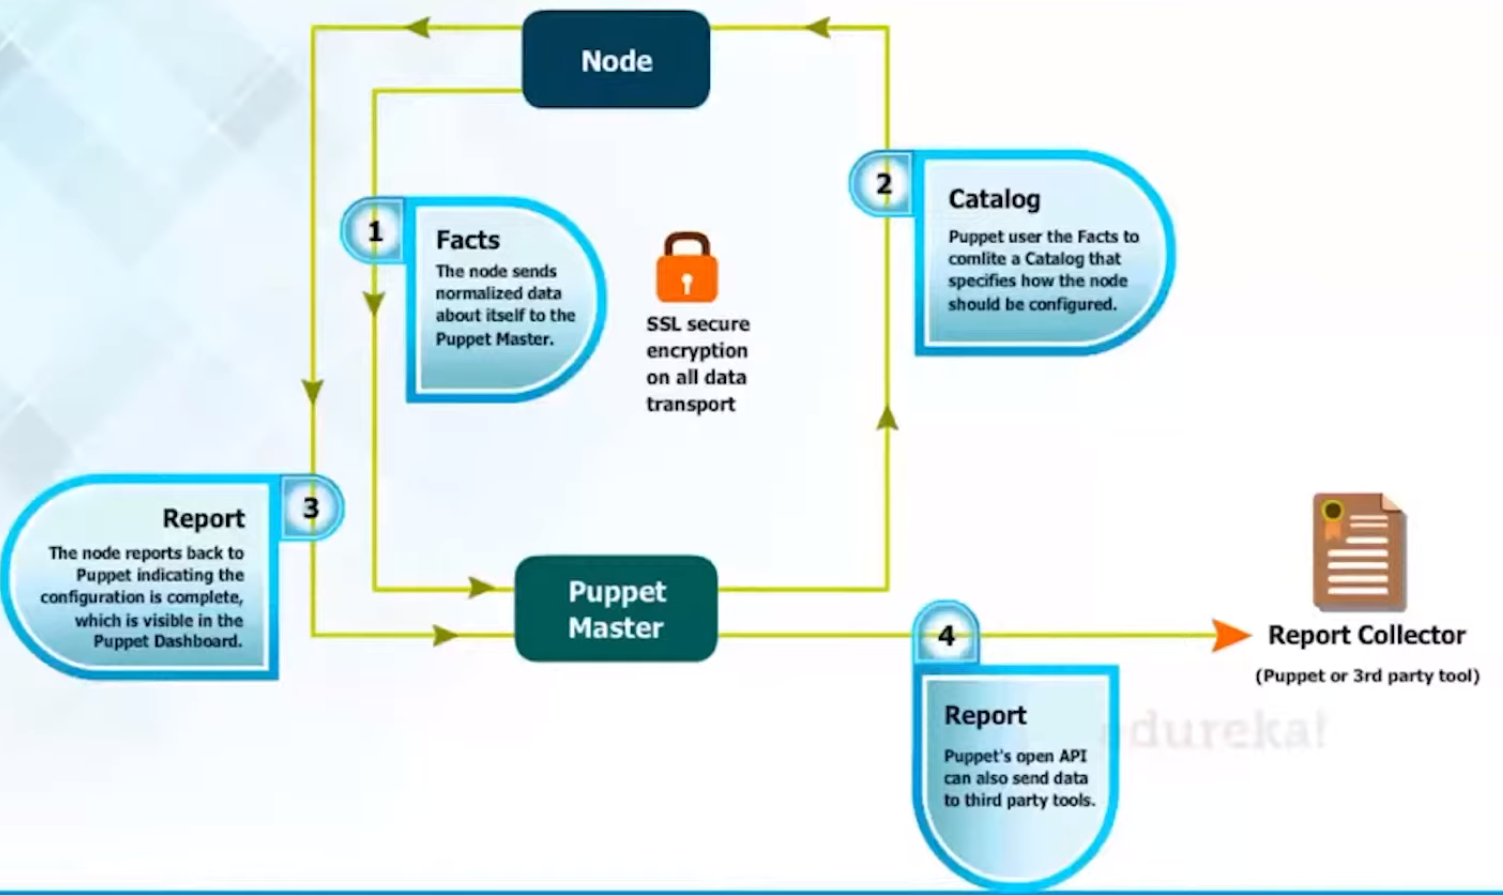 Node
1
Facts
The node sends
normalized data
about itself to the
Puppet Master.
SSL secure
encryption
on all data
transport
2
Catalog
Puppet user the Facts to
comlite a Catalog that
specifies how the node
should be configured.
3
Report
The node reports back to
Puppet indicating the
configuration is complete,
which is visible in the
Puppet Dashboard.
Puppet
Master
4
Report
Puppet's open API
can also send data
to third party tools.
Report Collector
(Puppet or 3rd party tool)
edureka!